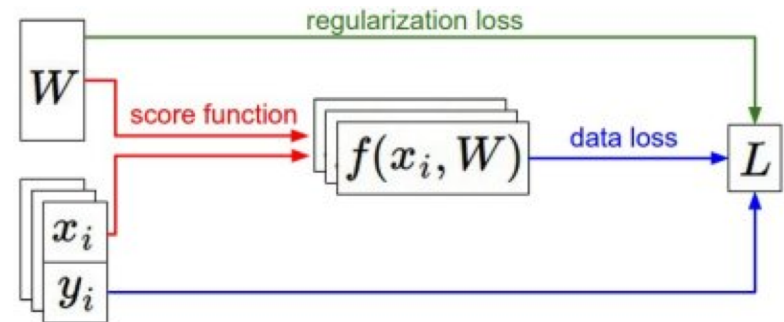 regularization loss
W
score function
f(x_i, W)
data loss
L
x_i
y_i